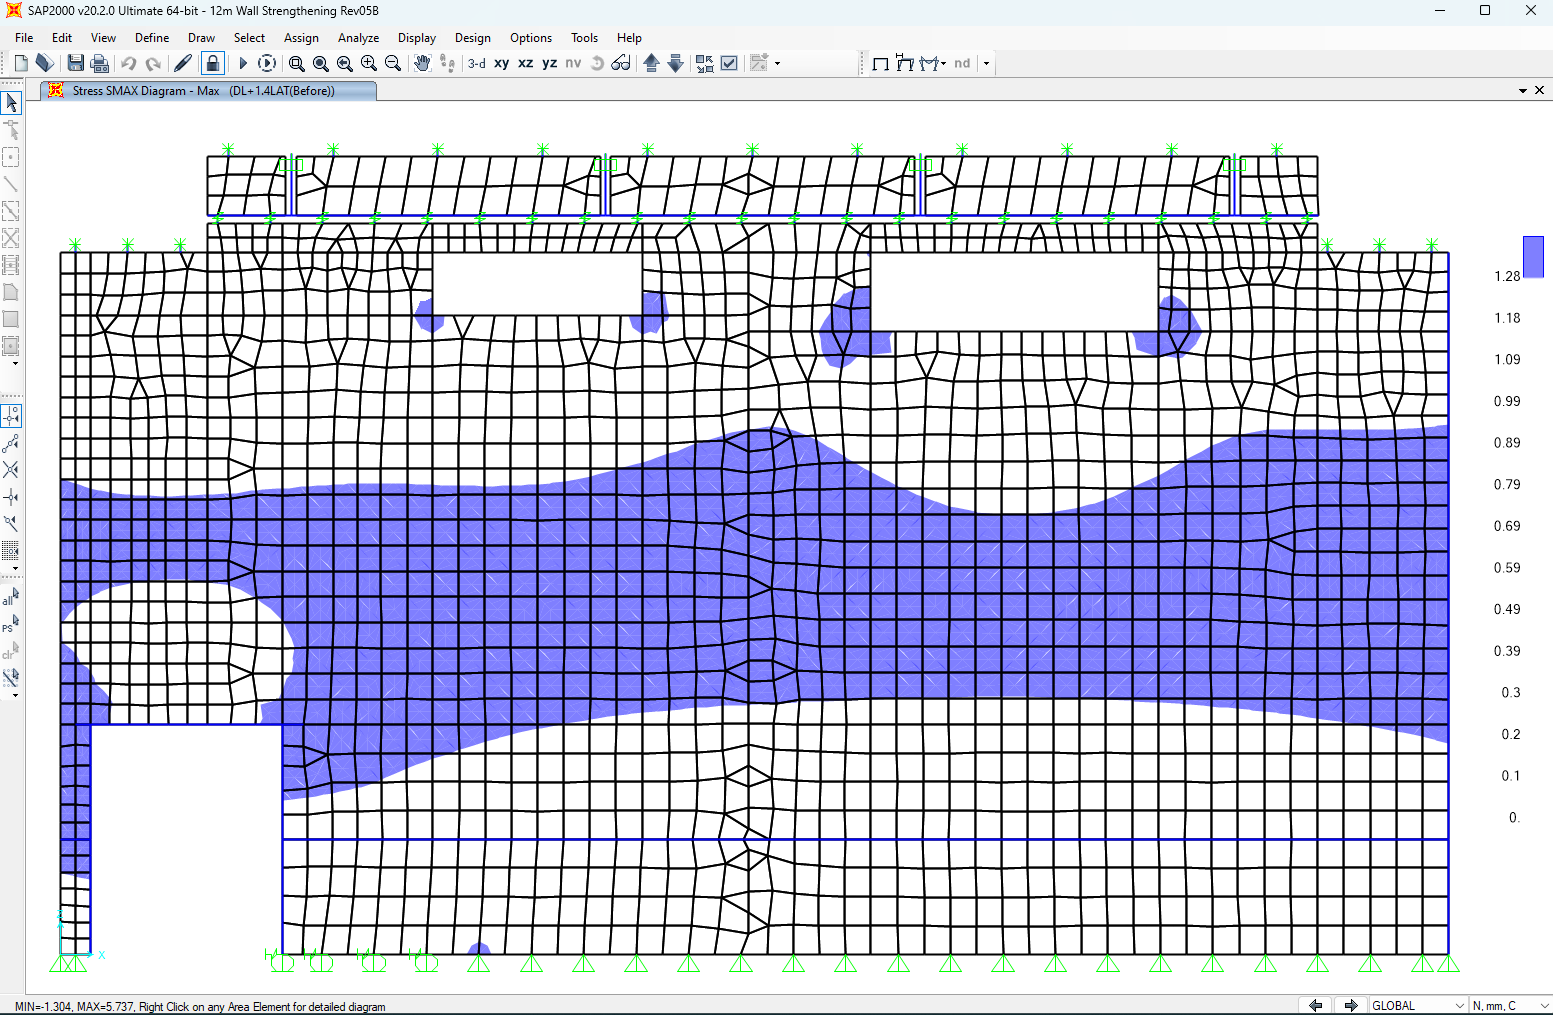 SAP2000 v20.2.0 Ultimate 64-bit - 12m Wall Strengthening Rev05B
File Edit View Define Draw Select Assign Analyze Display Design Options Tools Help
3-d xy xz yz nv nd
Stress SMAX Diagram - Max (DL+1.4LAT(Before))
1.28
1.18
1.09
0.99
0.89
0.79
0.69
0.59
0.49
0.39
0.3
0.2
0.1
0.
all
PS
clr
X
MIN=-1.304, MAX=5.737, Right Click on any Area Element for detailed diagram
GLOBAL
N, mm, C